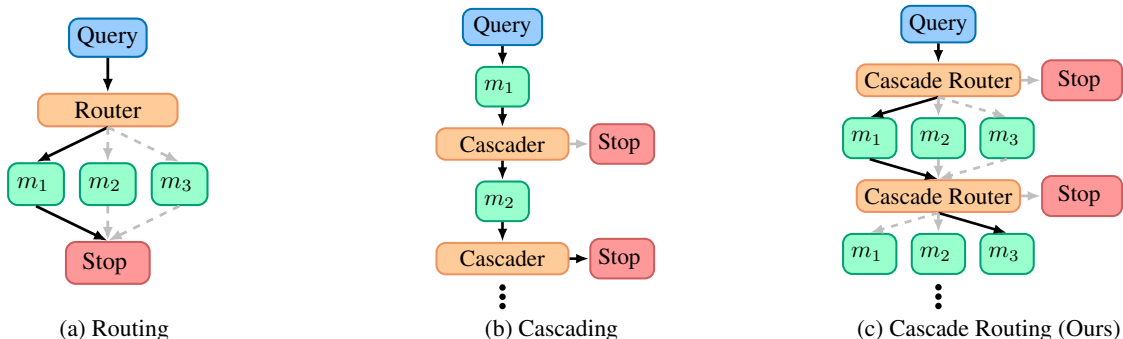 Query
Router
m1 m2 m3
Stop
(a) Routing
Query
m1
Cascader Stop
m2
Cascader Stop
(b) Cascading
Query
Cascade Router Stop
m1 m2 m3
Cascade Router Stop
m1 m2 m3
(c) Cascade Routing (Ours)